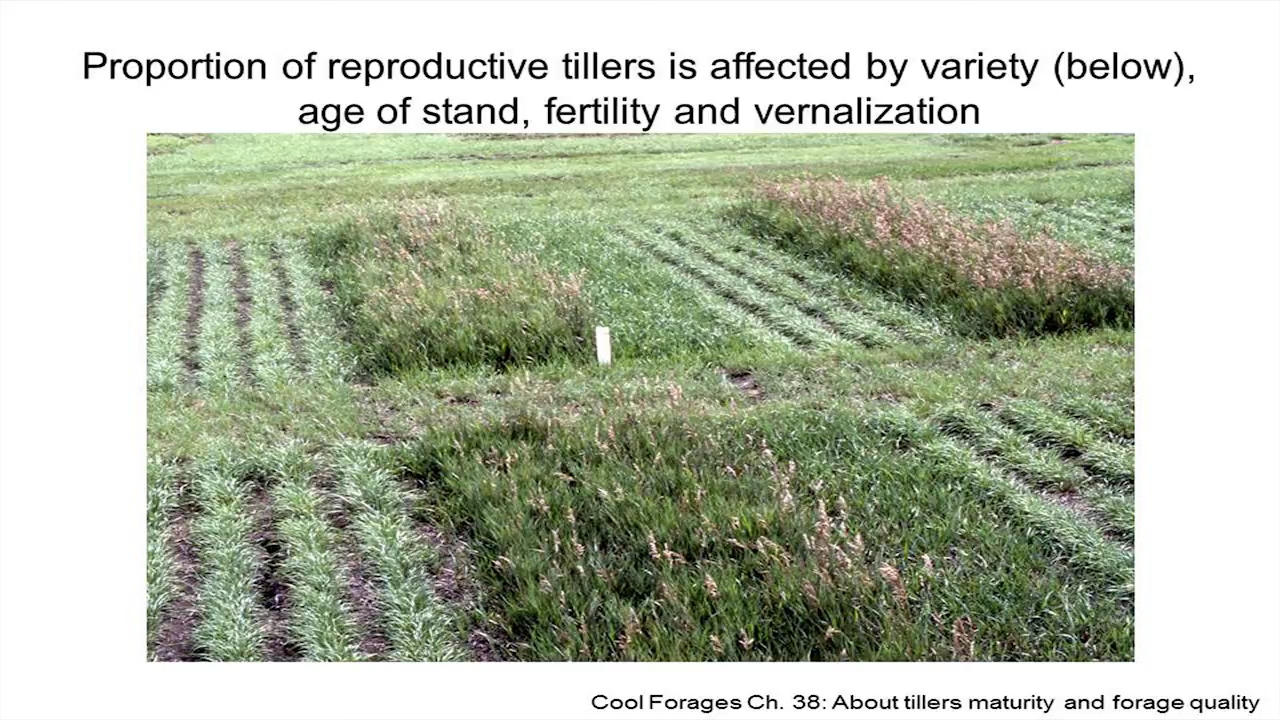 Proportion of reproductive tillers is affected by variety (below),
age of stand, fertility and vernalization
Cool Forages Ch. 38: About tillers maturity and forage quality